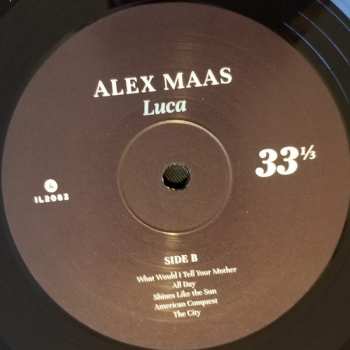 ALEX MAAS
Luca
33⅓
IL2002
SIDE B
What Would I Tell Your Mother
All Day
Shines Like the Sun
American Conquest
The City